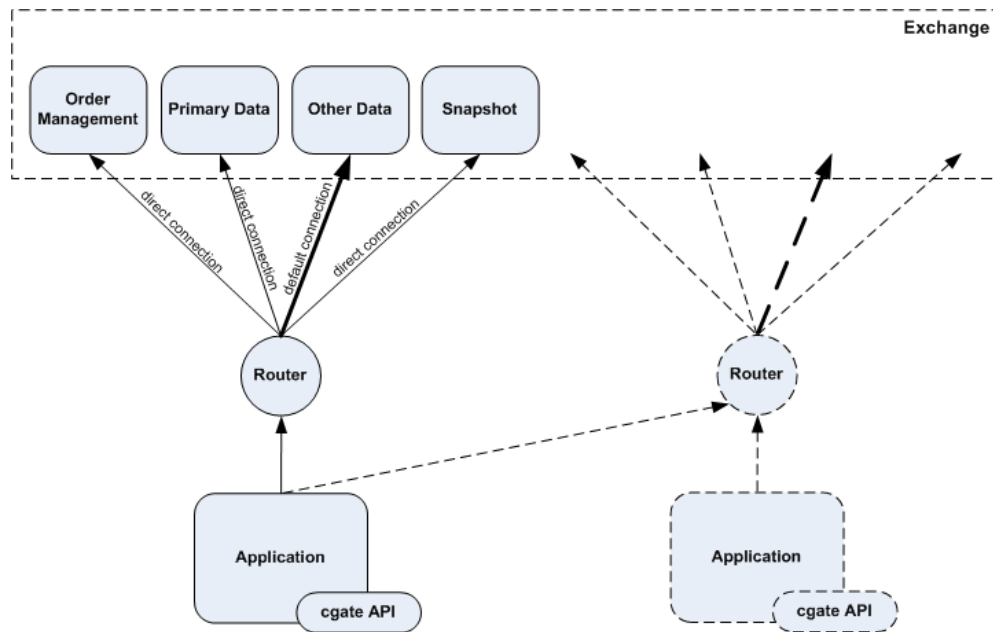 Exchange
Order
Management
Primary Data
Other Data
Snapshot
direct connection
direct connection
default connection
direct connection
Router
Router
Application
cgate API
Application
cgate API